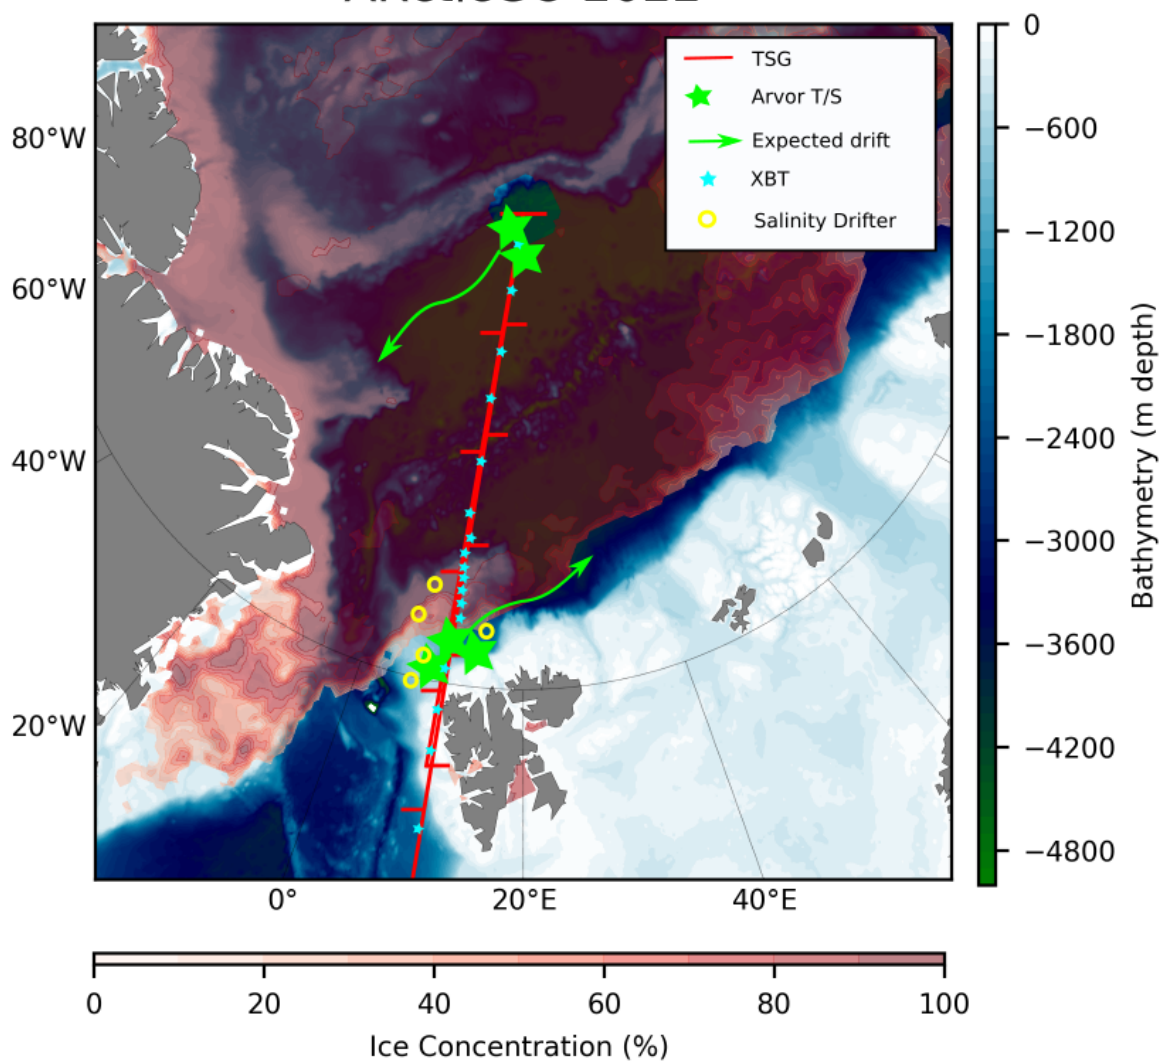 TSG
Arvor T/S
Expected drift
XBT
Salinity Drifter
80°W
60°W
40°W
20°W
0°
20°E
40°E
0
−600
−1200
−1800
−2400
−3000
−3600
−4200
−4800
Bathymetry (m depth)
0 20 40 60 80 100
Ice Concentration (%)